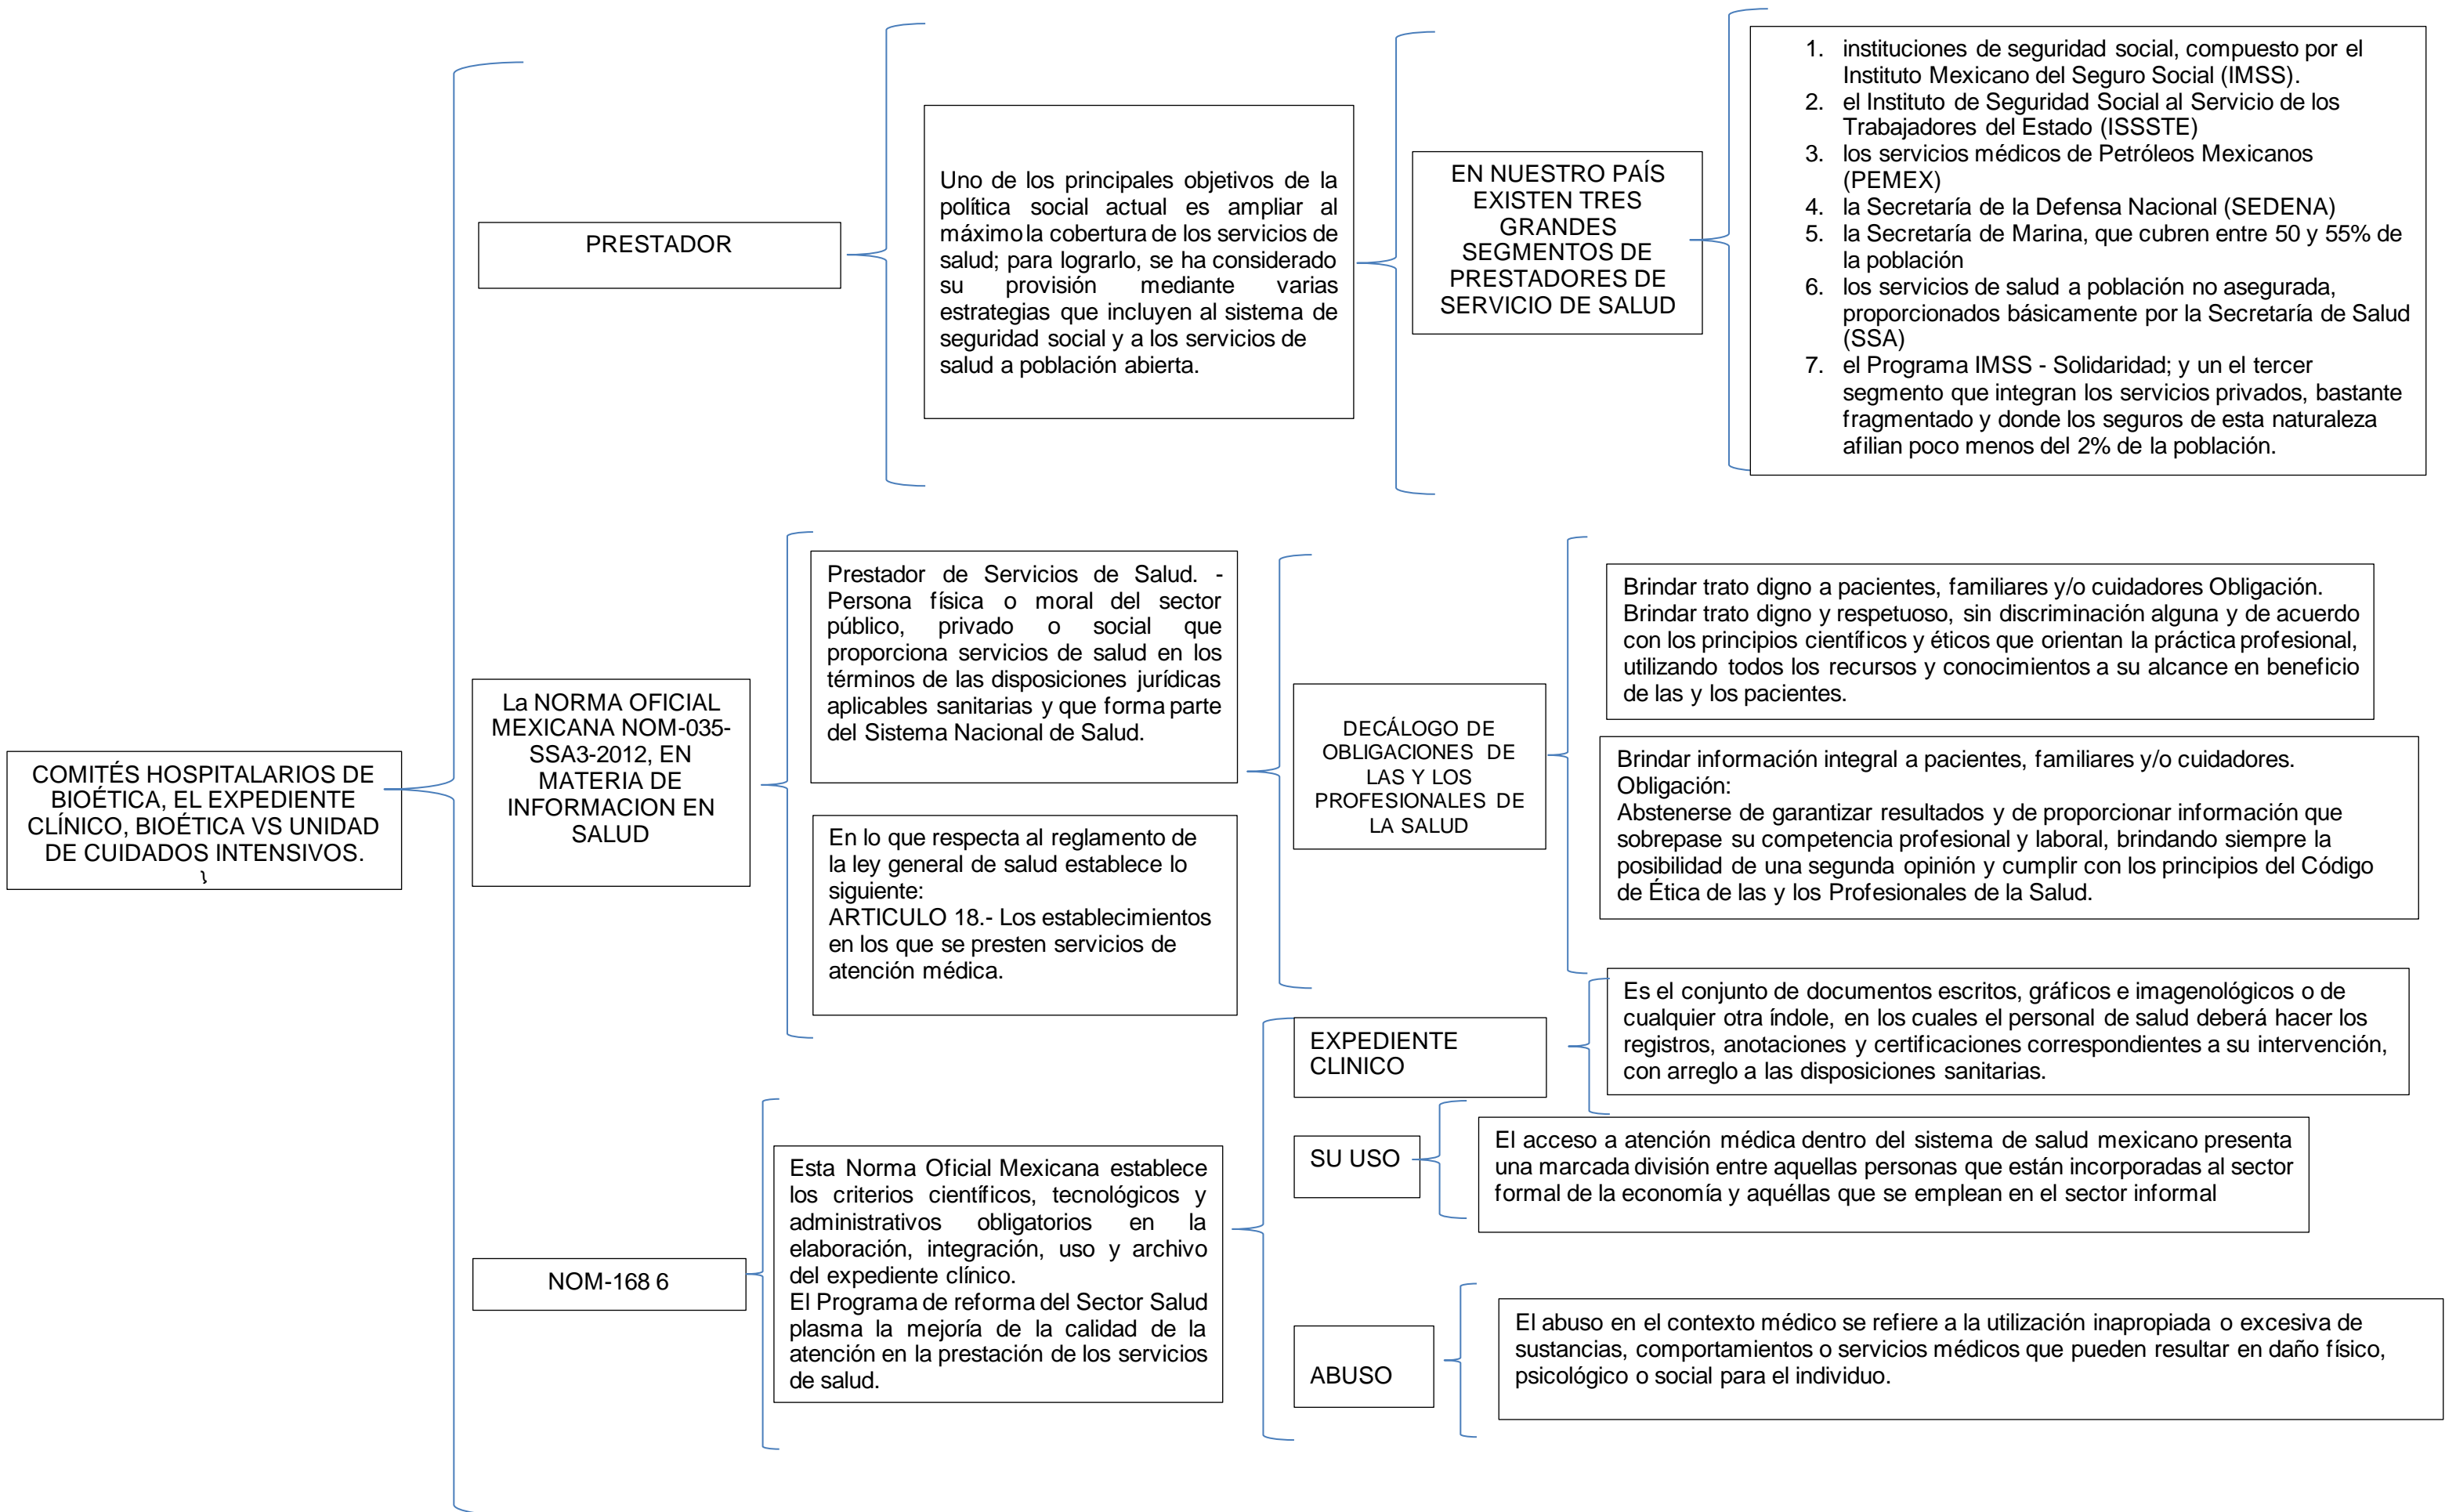 COMITÉS HOSPITALARIOS DE
BIOÉTICA, EL EXPEDIENTE
CLÍNICO, BIOÉTICA VS UNIDAD
DE CUIDADOS INTENSIVOS.
PRESTADOR
Uno de los principales objetivos de la
política social actual es ampliar al
máximo la cobertura de los servicios de
salud; para lograrlo, se ha considerado
su provisión mediante varias
estrategias que incluyen al sistema de
seguridad social y a los servicios de
salud a población abierta.
EN NUESTRO PAÍS
EXISTEN TRES
GRANDES
SEGMENTOS DE
PRESTADORES DE
SERVICIO DE SALUD
1. instituciones de seguridad social, compuesto por el
Instituto Mexicano del Seguro Social (IMSS).
2. el Instituto de Seguridad Social al Servicio de los
Trabajadores del Estado (ISSSTE)
3. los servicios médicos de Petróleos Mexicanos
(PEMEX)
4. la Secretaría de la Defensa Nacional (SEDENA)
5. la Secretaría de Marina, que cubren entre 50 y 55% de
la población
6. los servicios de salud a población no asegurada,
proporcionados básicamente por la Secretaría de Salud
(SSA)
7. el Programa IMSS - Solidaridad; y un el tercer
segmento que integran los servicios privados, bastante
fragmentado y donde los seguros de esta naturaleza
afilian poco menos del 2% de la población.
La NORMA OFICIAL
MEXICANA NOM-035-
SSA3-2012, EN
MATERIA DE
INFORMACION EN
SALUD
Prestador de Servicios de Salud. -
Persona física o moral del sector
público, privado o social que
proporciona servicios de salud en los
términos de las disposiciones jurídicas
aplicables sanitarias y que forma parte
del Sistema Nacional de Salud.
En lo que respecta al reglamento de
la ley general de salud establece lo
siguiente:
ARTICULO 18.- Los establecimientos
en los que se presten servicios de
atención médica.
DECÁLOGO DE
OBLIGACIONES DE
LAS Y LOS
PROFESIONALES DE
LA SALUD
Brindar trato digno a pacientes, familiares y/o cuidadores Obligación.
Brindar trato digno y respetuoso, sin discriminación alguna y de acuerdo
con los principios científicos y éticos que orientan la práctica profesional,
utilizando todos los recursos y conocimientos a su alcance en beneficio
de las y los pacientes.
Brindar información integral a pacientes, familiares y/o cuidadores.
Obligación:
Abstenerse de garantizar resultados y de proporcionar información que
sobrepase su competencia profesional y laboral, brindando siempre la
posibilidad de una segunda opinión y cumplir con los principios del Código
de Ética de las y los Profesionales de la Salud.
NOM-168 6
Esta Norma Oficial Mexicana establece
los criterios científicos, tecnológicos y
administrativos obligatorios en la
elaboración, integración, uso y archivo
del expediente clínico.
El Programa de reforma del Sector Salud
plasma la mejoría de la calidad de la
atención en la prestación de los servicios
de salud.
EXPEDIENTE
CLINICO
Es el conjunto de documentos escritos, gráficos e imagenológicos o de
cualquier otra índole, en los cuales el personal de salud deberá hacer los
registros, anotaciones y certificaciones correspondientes a su intervención,
con arreglo a las disposiciones sanitarias.
SU USO
El acceso a atención médica dentro del sistema de salud mexicano presenta
una marcada división entre aquellas personas que están incorporadas al sector
formal de la economía y aquéllas que se emplean en el sector informal
ABUSO
El abuso en el contexto médico se refiere a la utilización inapropiada o excesiva de
sustancias, comportamientos o servicios médicos que pueden resultar en daño físico,
psicológico o social para el individuo.